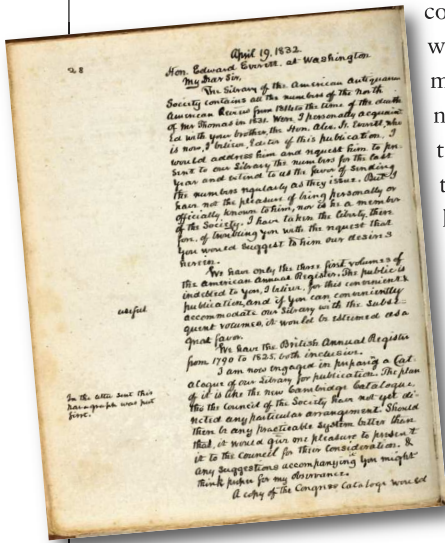 28
April 19, 1832.
Hon. Edward Everett. at Washington
My Dear Sir,
The Library of the American Antiquarian
Society contains all the numbers of the North
American Review from 1815 to the time of the death
of Mr Thomas in 1831. Were I personally acquain
ted with your brother, the Hon. Alex. H. Everett, who
is now, I believe, Editor of this publication, I
would address him and request him to pre
sent to our Library the numbers for the last
year and extend to us the favor of sending
the numbers regularly as they issue. But I
have not the pleasure of being personally or
officially known to him, nor is he a member
of the Society. I have taken the liberty, there
fore, of troubling you with the request that
you would suggest to him our desires
herein.
We have only the three first volumes of
the American Annual Register. The public is
indebted to you, I believe, for this convenient &
useful
publication, and if you can conveniently
accommodate our Library with the subse-
quent volumes, it would be esteemed as a
great favor.
We have the British Annual Register
from 1790 to 1825, both inclusive.
I am now engaged in preparing a Cat
alogue of our Library for publication. The plan
of it is like the new Cambridge Catalogue,
tho the Council of the Society have not yet di-
rected any particular arrangement. Should
there be any practicable system better than
that, it would give me pleasure to present
it to the Council for their consideration, &
any suggestions accompanying you might
think proper for my observance.
A copy of the Congress Catalogue would
In the letter sent this
paragraph was put
first.
co
w
m
n
t
t